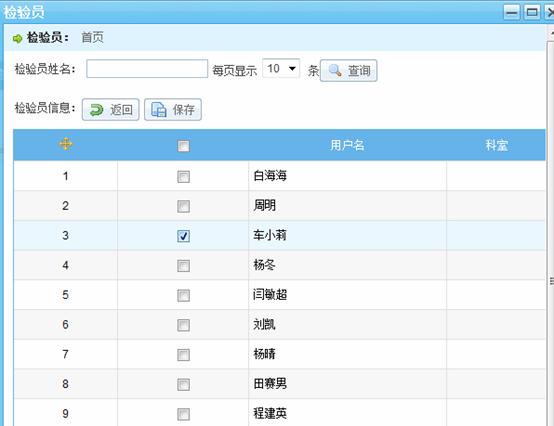 检验员
检验员： 首页
检验员姓名： 每页显示 10 条 查询
检验员信息： 返回 保存
用户名 科室
1 白海海
2 周明
3 车小莉
4 杨冬
5 闫敏超
6 刘凯
7 杨晴
8 田赛男
9 程建英